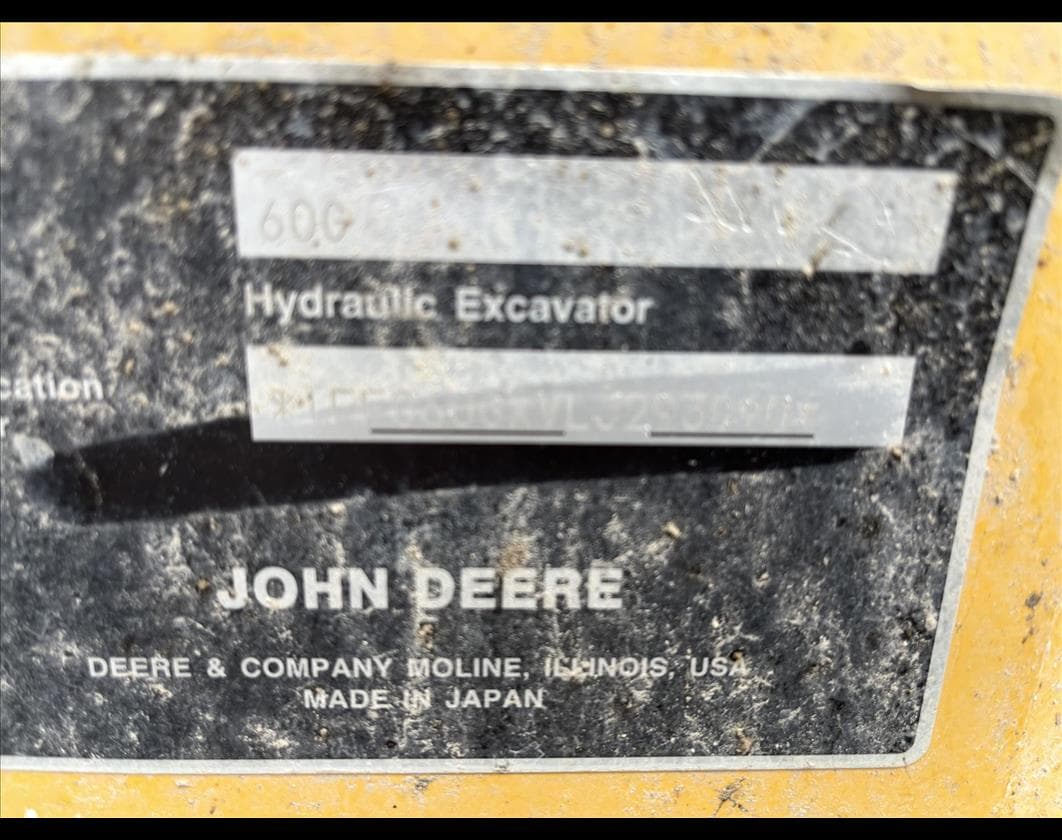 60G
Hydraulic Excavator
cation
JOHN DEERE
DEERE & COMPANY MOLINE, ILLINOIS, USA
MADE IN JAPAN